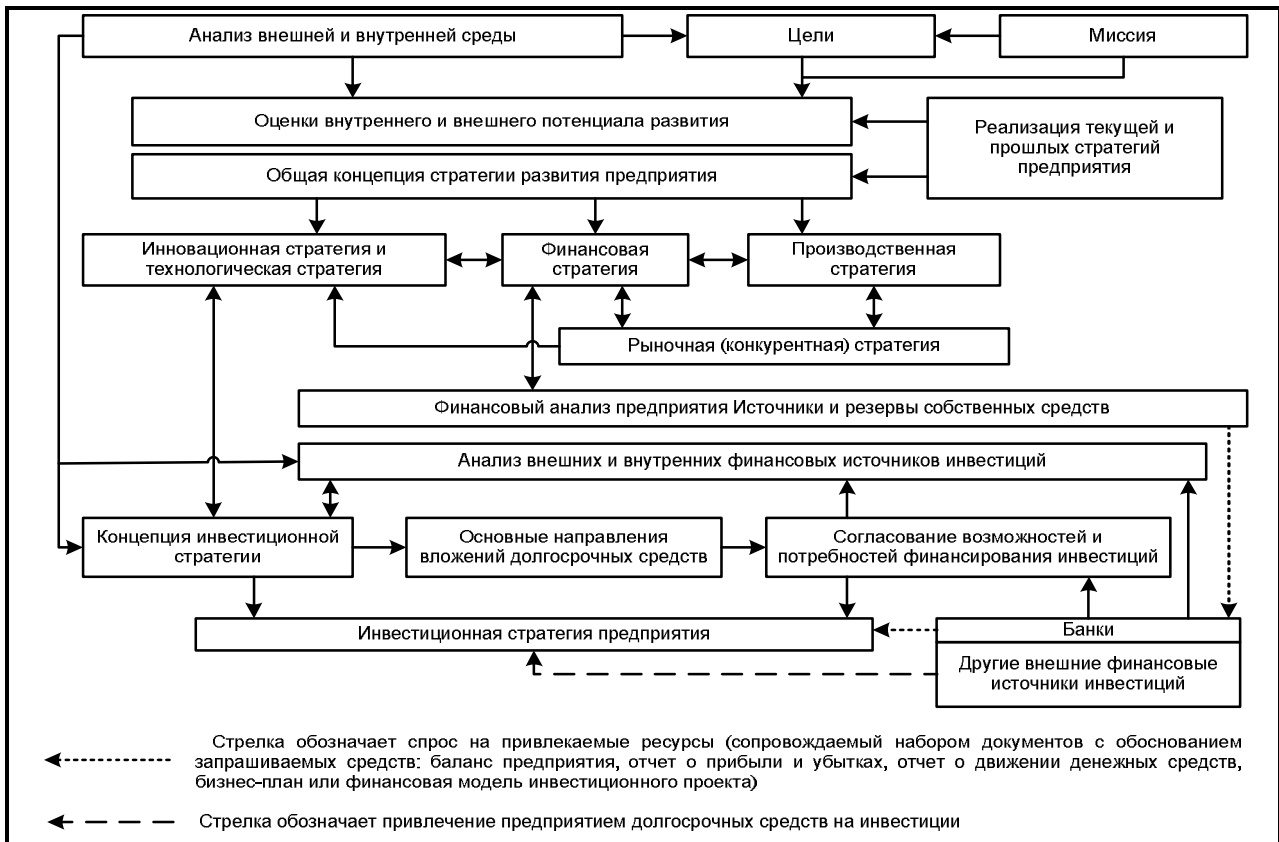 Анализ внешней и внутренней среды
Цели
Миссия
Оценки внутреннего и внешнего потенциала развития
Реализация текущей и
прошлых стратегий
предприятия
Общая концепция стратегии развития предприятия
Инновационная стратегия и
технологическая стратегия
Финансовая
стратегия
Производственная
стратегия
Рыночная (конкурентная) стратегия
Финансовый анализ предприятия Источники и резервы собственных средств
Анализ внешних и внутренних финансовых источников инвестиций
Концепция инвестиционной
стратегии
Основные направления
вложений долгосрочных средств
Согласование возможностей и
потребностей финансирования инвестиций
Инвестиционная стратегия предприятия
Банки
Другие внешние финансовые
источники инвестиций
Стрелка обозначает спрос на привлекаемые ресурсы (сопровождаемый набором документов с обоснованием
запрашиваемых средств: баланс предприятия, отчет о прибыли и убытках, отчет о движении денежных средств,
бизнес–план или финансовая модель инвестиционного проекта)
Стрелка обозначает привлечение предприятием долгосрочных средств на инвестиции